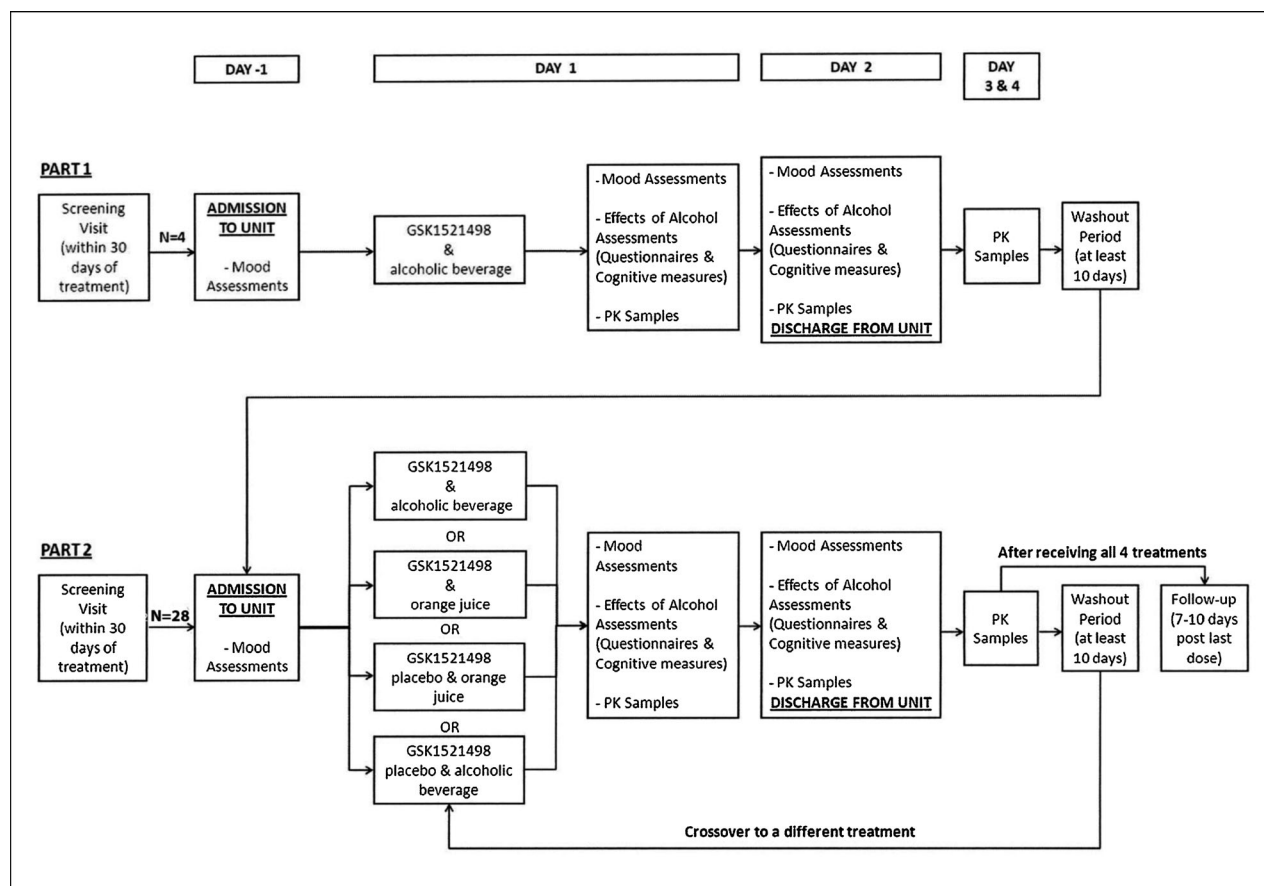 DAY -1
DAY 1
DAY 2
DAY
3 & 4
PART 1
Screening
Visit
(within 30
days of
treatment)
N=4
ADMISSION
TO UNIT
- Mood
Assessments
GSK1521498
&
alcoholic beverage
- Mood Assessments
- Effects of Alcohol
Assessments
(Questionnaires &
Cognitive measures)
- PK Samples
- Mood Assessments
- Effects of Alcohol
Assessments
(Questionnaires &
Cognitive measures)
- PK Samples
DISCHARGE FROM UNIT
PK
Samples
Washout
Period
(at least
10 days)
PART 2
Screening
Visit
(within 30
days of
treatment)
N=28
ADMISSION
TO UNIT
- Mood
Assessments
GSK1521498
&
alcoholic beverage
OR
GSK1521498
&
orange juice
OR
GSK1521498
placebo & orange
juice
OR
GSK1521498
placebo & alcoholic
beverage
- Mood
Assessments
- Effects of Alcohol
Assessments
(Questionnaires &
Cognitive measures)
- PK Samples
- Mood Assessments
- Effects of Alcohol
Assessments
(Questionnaires &
Cognitive measures)
- PK Samples
DISCHARGE FROM UNIT
After receiving all 4 treatments
PK
Samples
Washout
Period
(at least
10 days)
Follow-up
(7-10 days
post last
dose)
Crossover to a different treatment